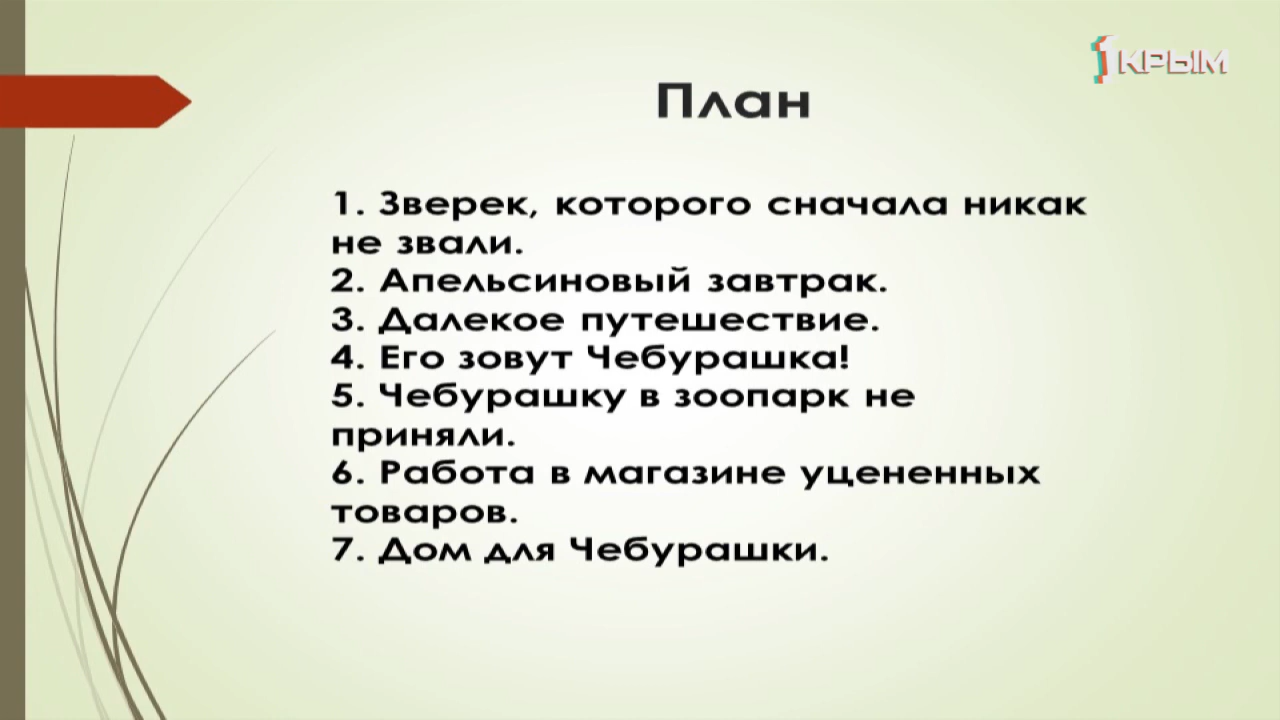 1КРЫМ
План
1. Зверек, которого сначала никак
не звали.
2. Апельсиновый завтрак.
3. Далекое путешествие.
4. Его зовут Чебурашка!
5. Чебурашку в зоопарк не
приняли.
6. Работа в магазине уцененных
товаров.
7. Дом для Чебурашки.